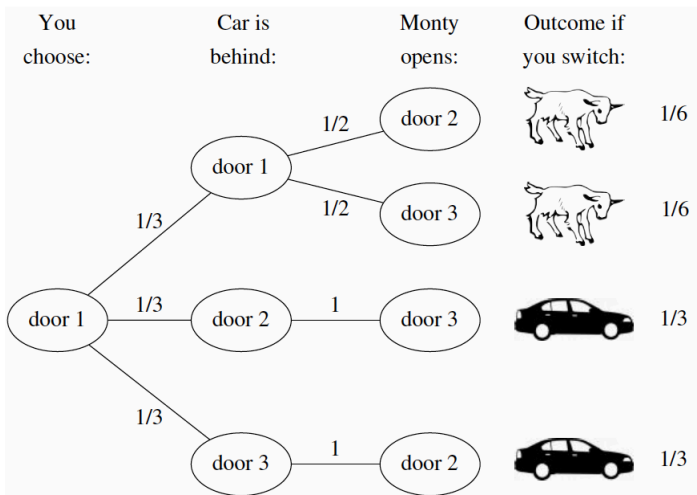 You Car is Monty Outcome if
choose: behind: opens: you switch:
1/2 door 2 1/6
door 1
1/2 door 3 1/6
1/3
door 1 1/3 door 2 1 door 3 1/3
1/3
door 3 1 door 2 1/3